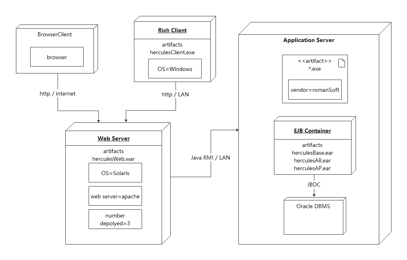 BrowserClient
browser
Rich Client
artifacts
herculesClient.exe
OS=Windows
http / internet
http / LAN
Web Server
artifacts
herculesWeb.war
OS=Solaris
web server=apache
number
depolyed=3
Java RMI / LAN
Application Server
<<artifact>>
*.exe
vendor=romanSoft
EJB Container
artifacts
herculesBase.ear
herculesAR.ear
herculesAP.ear
JBDC
Oracle DBMS